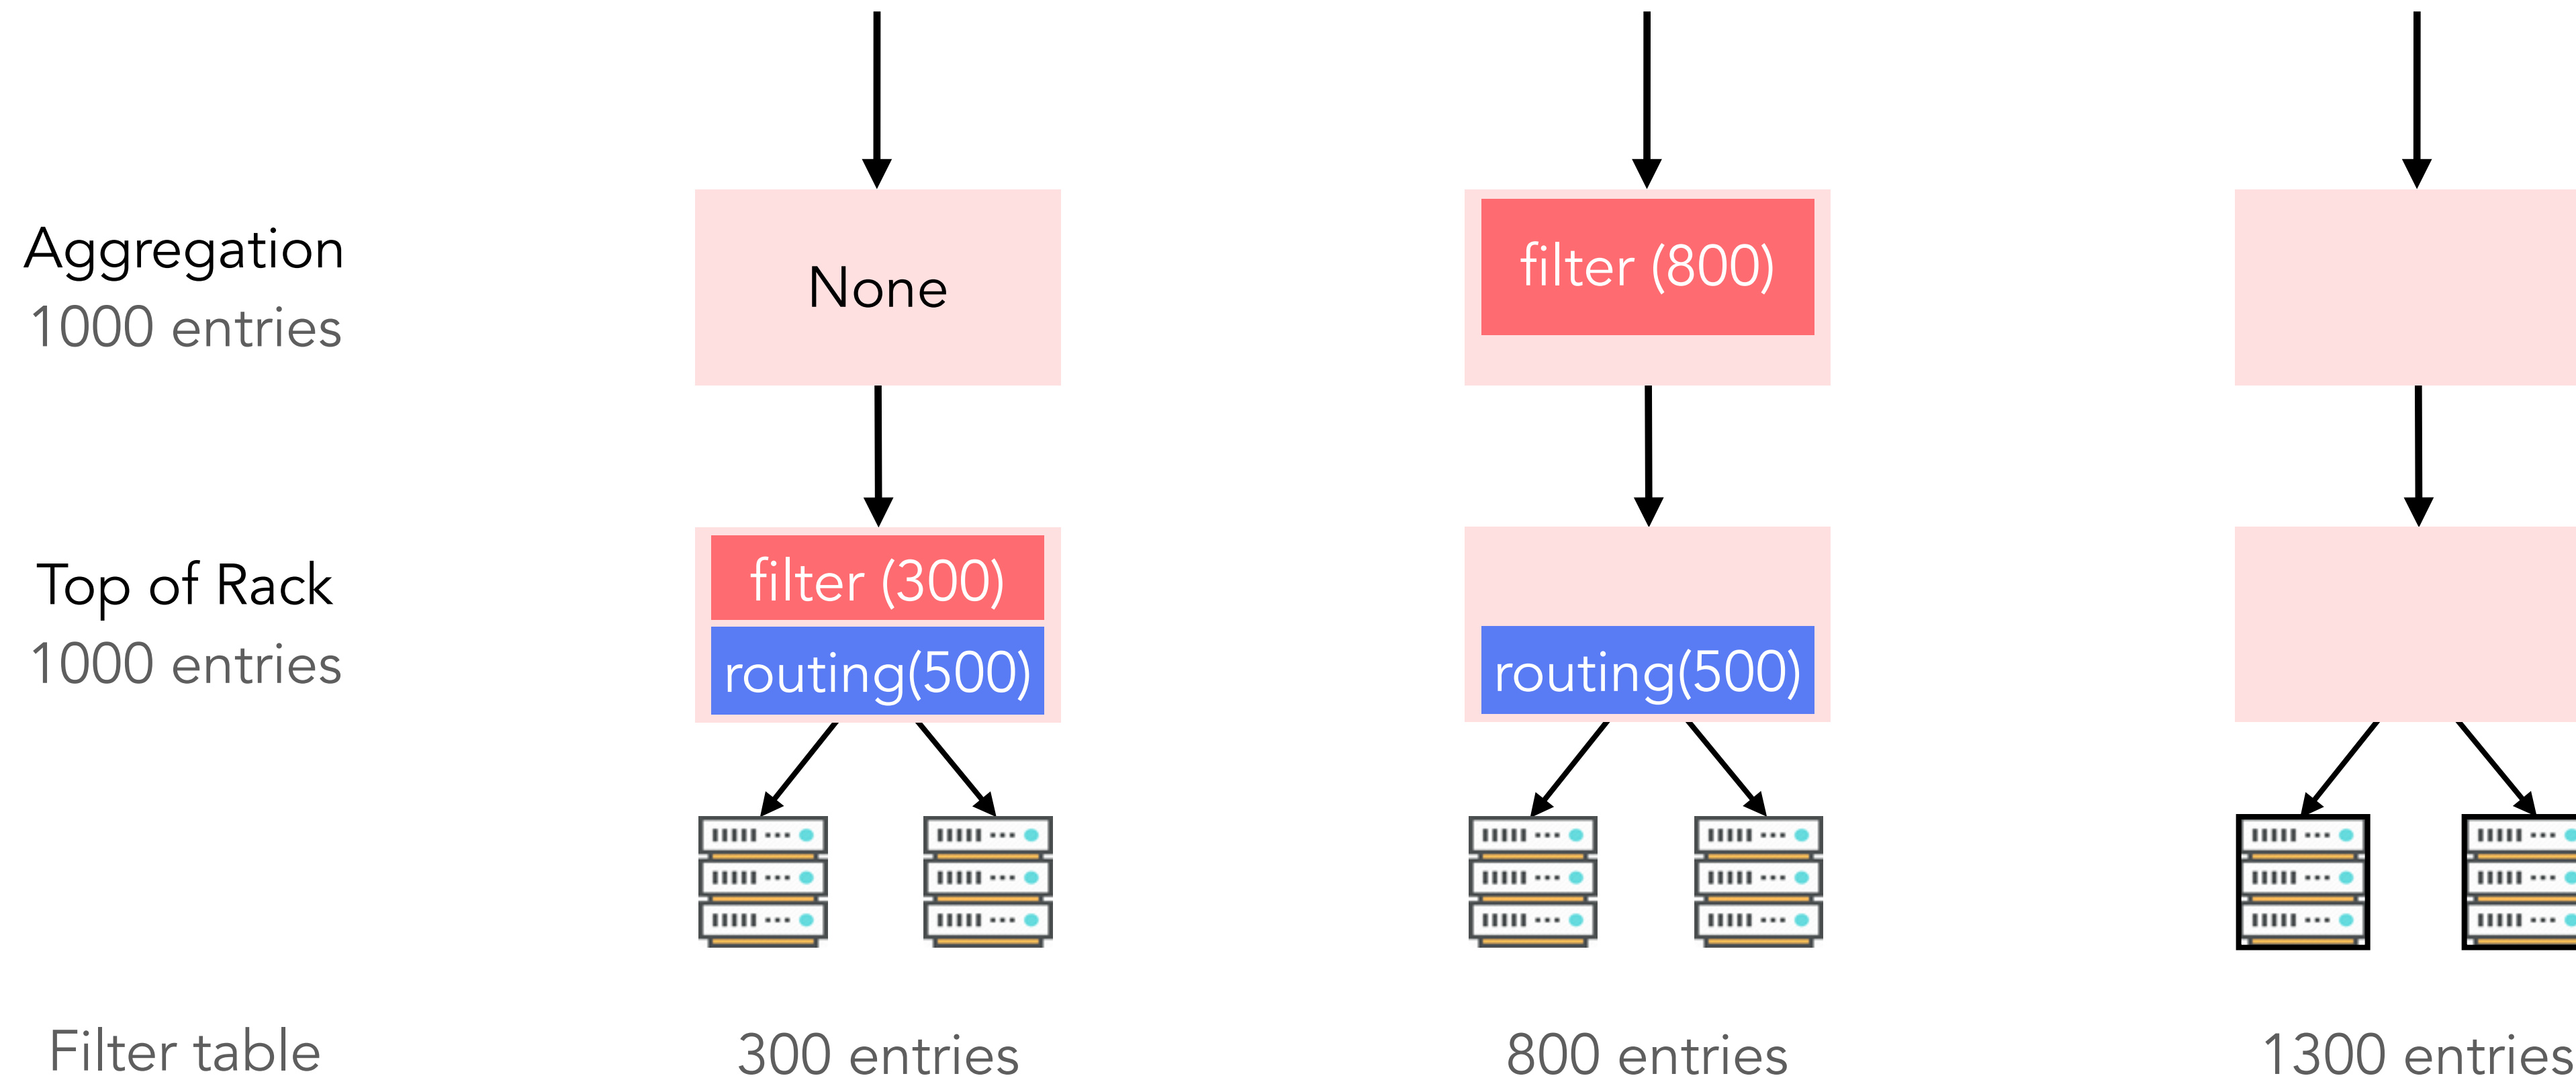 Aggregation
1000 entries
None
filter (800)
Top of Rack
1000 entries
filter (300)
routing(500)
routing(500)
Filter table
300 entries
800 entries
1300 entries